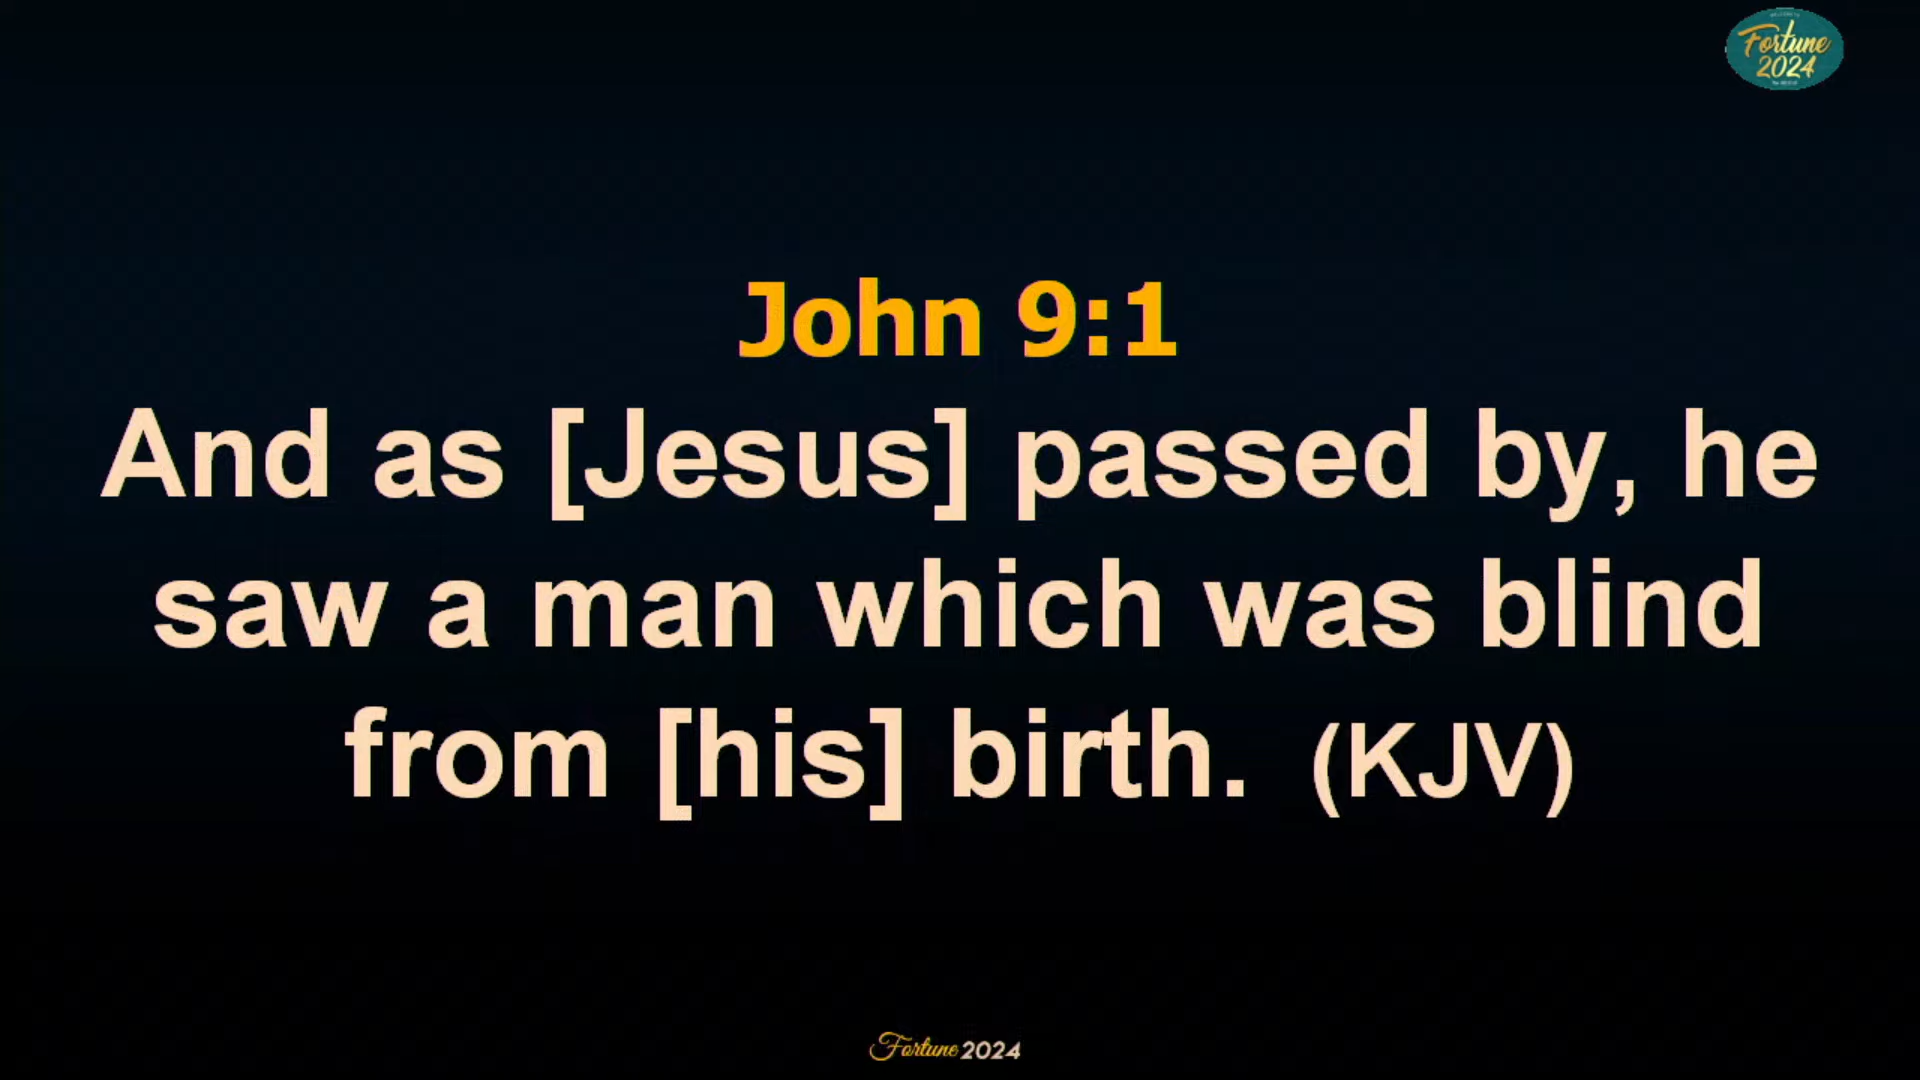 Fortune
2024
John 9:1
And as [Jesus] passed by, he
saw a man which was blind
from [his] birth. (KJV)
Fortune 2024